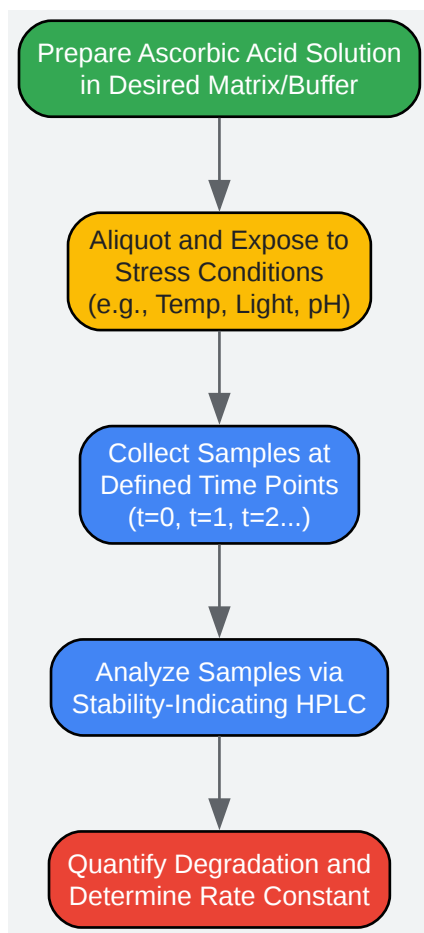 Prepare Ascorbic Acid Solution
in Desired Matrix/Buffer
Aliquot and Expose to
Stress Conditions
(e.g., Temp, Light, pH)
Collect Samples at
Defined Time Points
(t=0, t=1, t=2...)
Analyze Samples via
Stability-Indicating HPLC
Quantify Degradation and
Determine Rate Constant